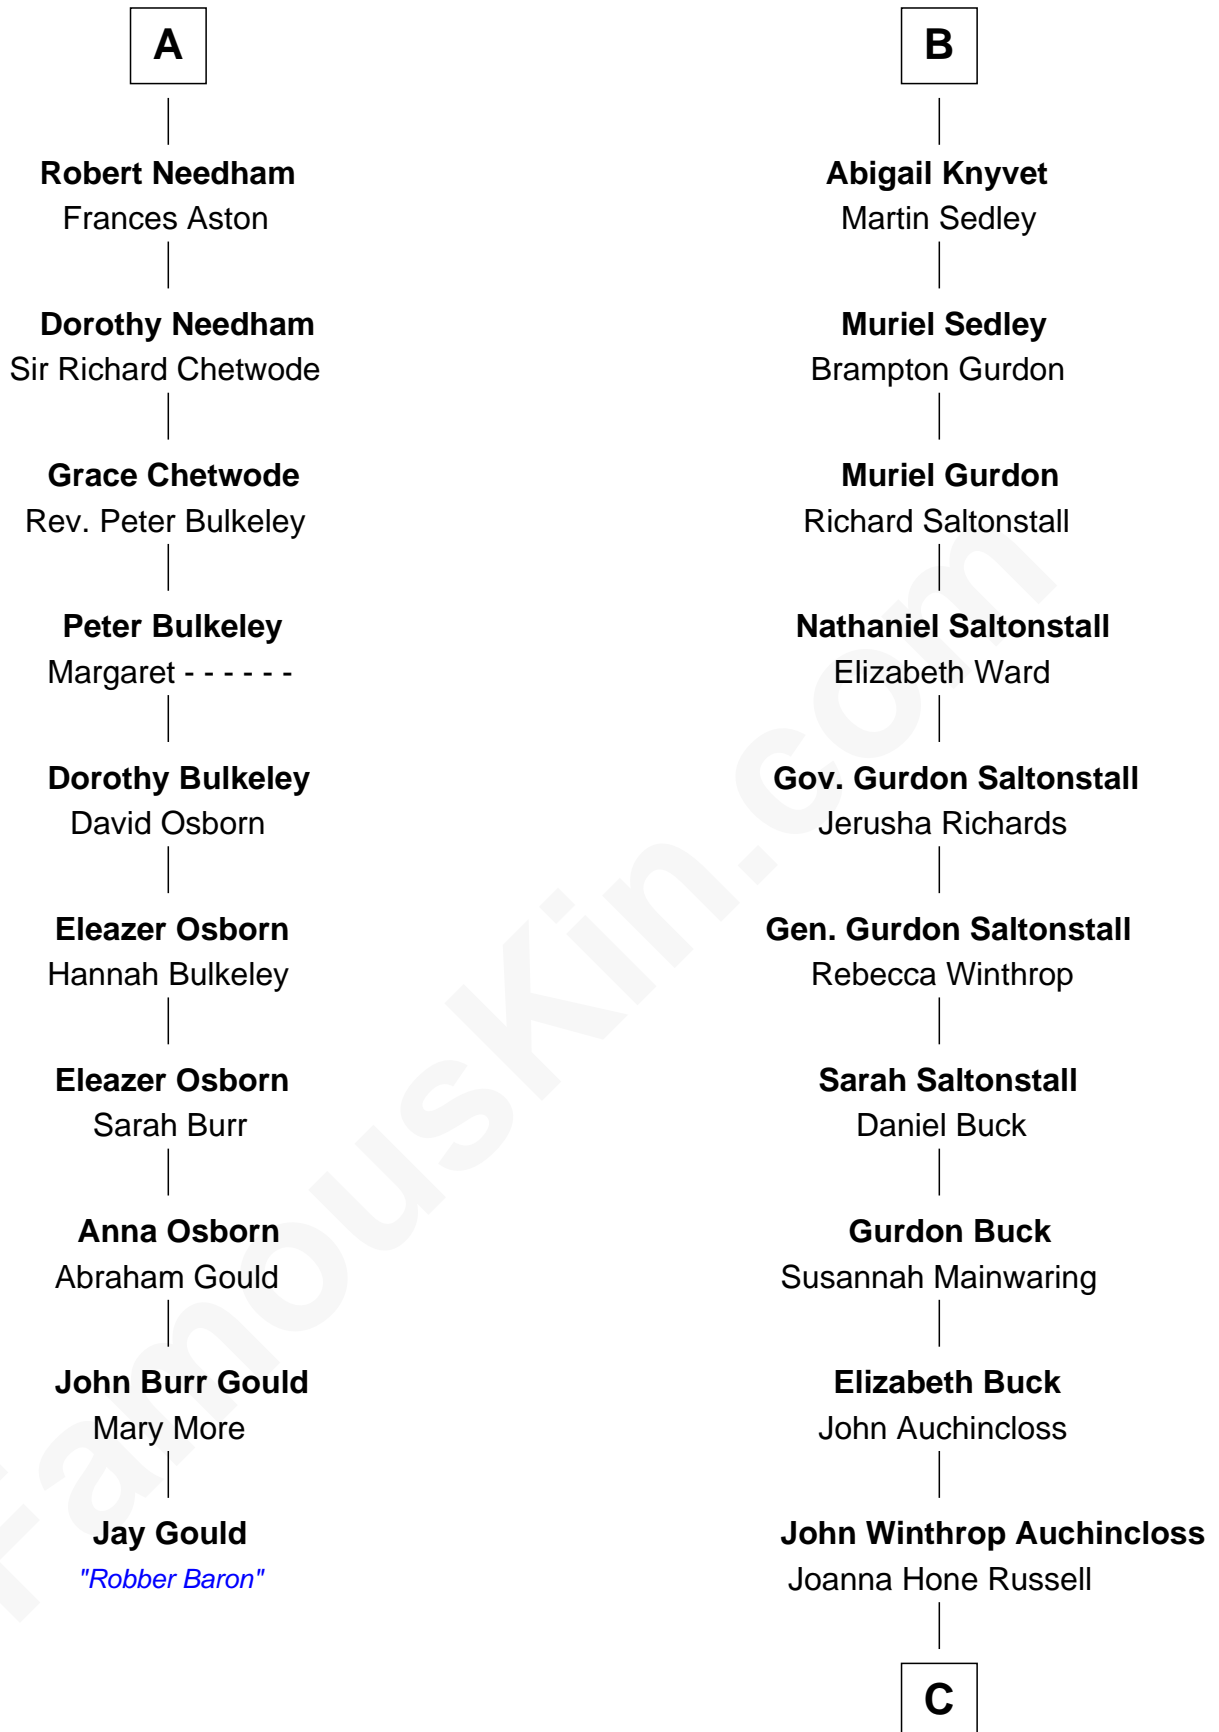 A
Robert Needham
Frances Aston
Dorothy Needham
Sir Richard Chetwode
Grace Chetwode
Rev. Peter Bulkeley
Peter Bulkeley
Margaret - - - - - -
Dorothy Bulkeley
David Osborn
Eleazer Osborn
Hannah Bulkeley
Eleazer Osborn
Sarah Burr
Anna Osborn
Abraham Gould
John Burr Gould
Mary More
Jay Gould
"Robber Baron"
B
Abigail Knyvet
Martin Sedley
Muriel Sedley
Brampton Gurdon
Muriel Gurdon
Richard Saltonstall
Nathaniel Saltonstall
Elizabeth Ward
Gov. Gurdon Saltonstall
Jerusha Richards
Gen. Gurdon Saltonstall
Rebecca Winthrop
Sarah Saltonstall
Daniel Buck
Gurdon Buck
Susannah Mainwaring
Elizabeth Buck
John Auchincloss
John Winthrop Auchincloss
Joanna Hone Russell
C
FamousKin.com